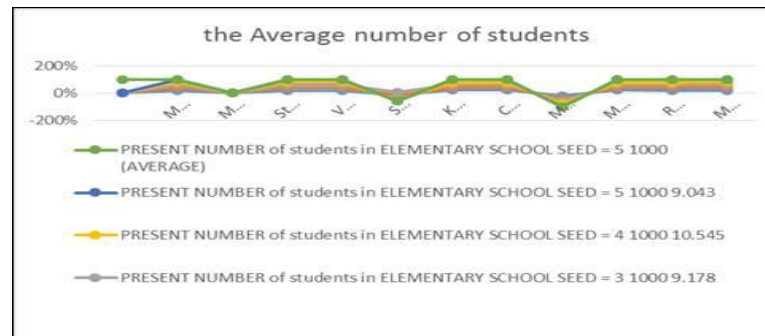 the Average number of students
200%
0%
-200%
M...
M...
St...
V...
S...
K...
C...
M...
M...
R...
M...
PRESENT NUMBER of students in ELEMENTARY SCHOOL SEED = 5 1000
(AVERAGE)
PRESENT NUMBER of students in ELEMENTARY SCHOOL SEED = 5 1000 9.043
PRESENT NUMBER of students in ELEMENTARY SCHOOL SEED = 4 1000 10.545
PRESENT NUMBER of students in ELEMENTARY SCHOOL SEED = 3 1000 9.178